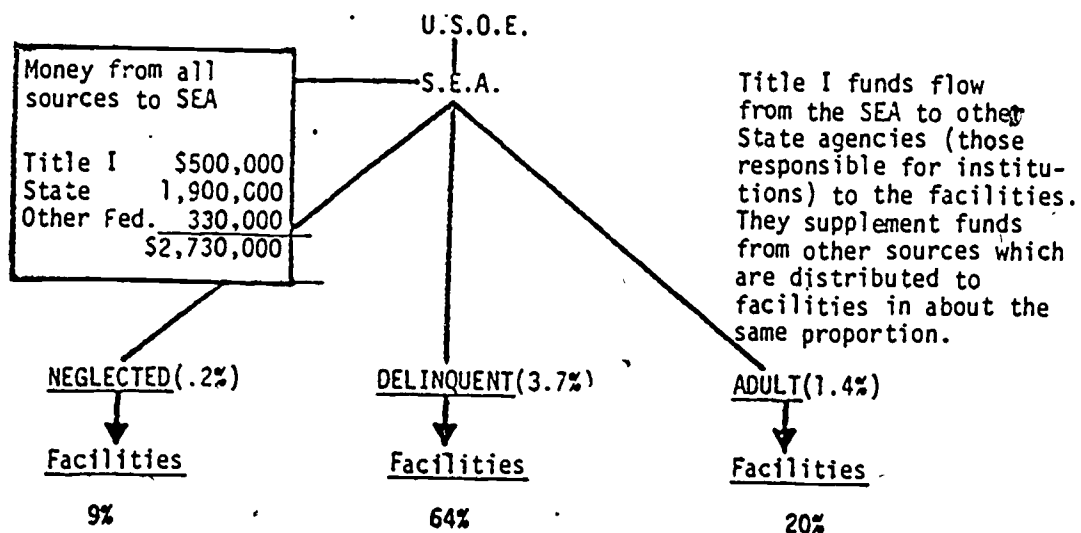 U.S.O.E.
S.E.A.
Money from all
sources to SEA
Title I $500,000
State 1,900,000
Other Fed. 330,000
$2,730,000
Title I funds flow
from the SEA to other
State agencies (those
responsible for institu-
tions) to the facilities.
They supplement funds
from other sources which
are distributed to
facilities in about the
same proportion.
NEGLECTED(.2%)
DELINQUENT(3.7%)
ADULT(1.4%)
Facilities
Facilities
Facilities
9%
64%
20%